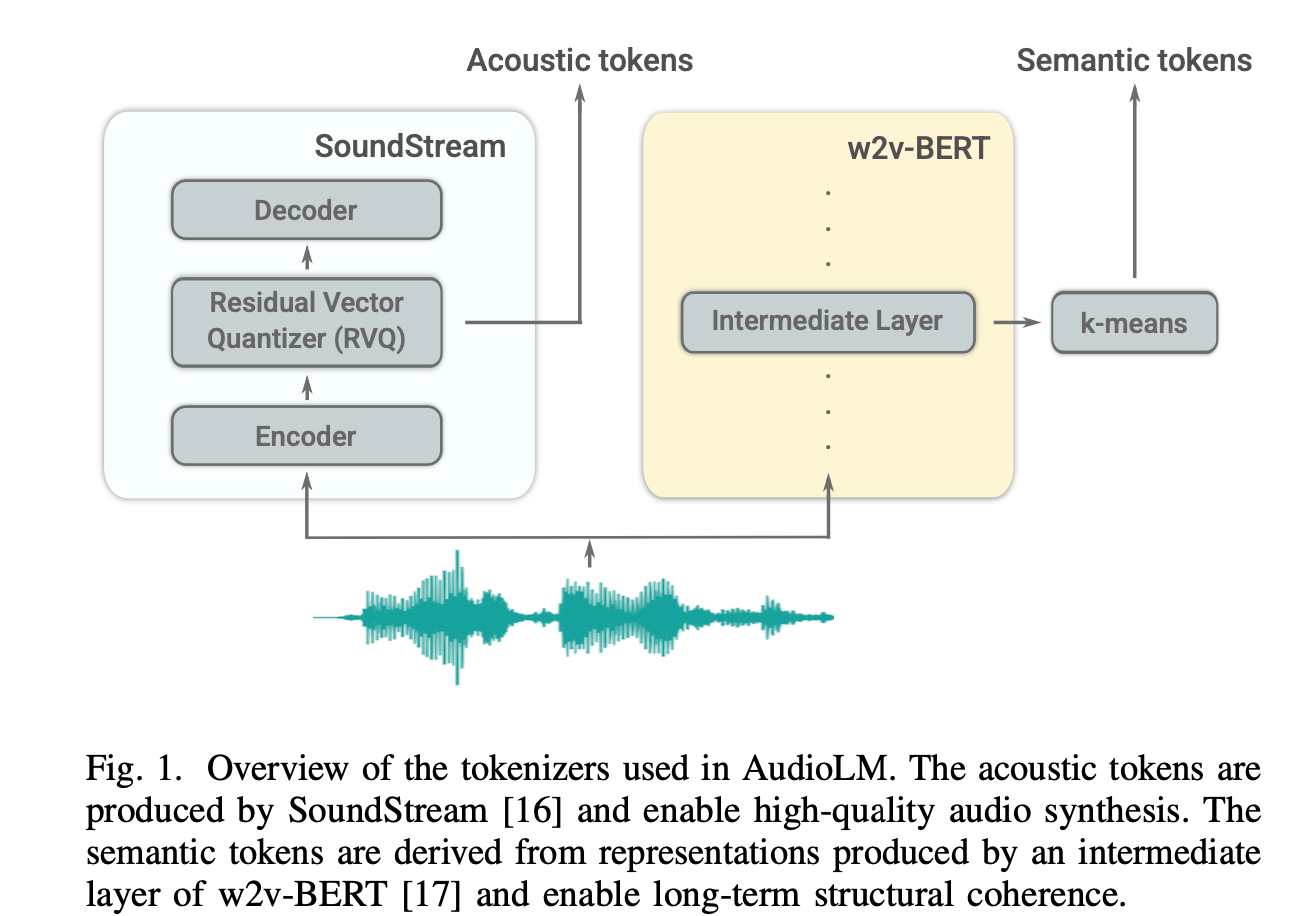 Acoustic tokens
Semantic tokens
SoundStream
w2v-BERT
Decoder
Residual Vector
Quantizer (RVQ)
Intermediate Layer
k-means
Encoder
Fig. 1. Overview of the tokenizers used in AudioLM. The acoustic tokens are
produced by SoundStream [16] and enable high-quality audio synthesis. The
semantic tokens are derived from representations produced by an intermediate
layer of w2v-BERT [17] and enable long-term structural coherence.